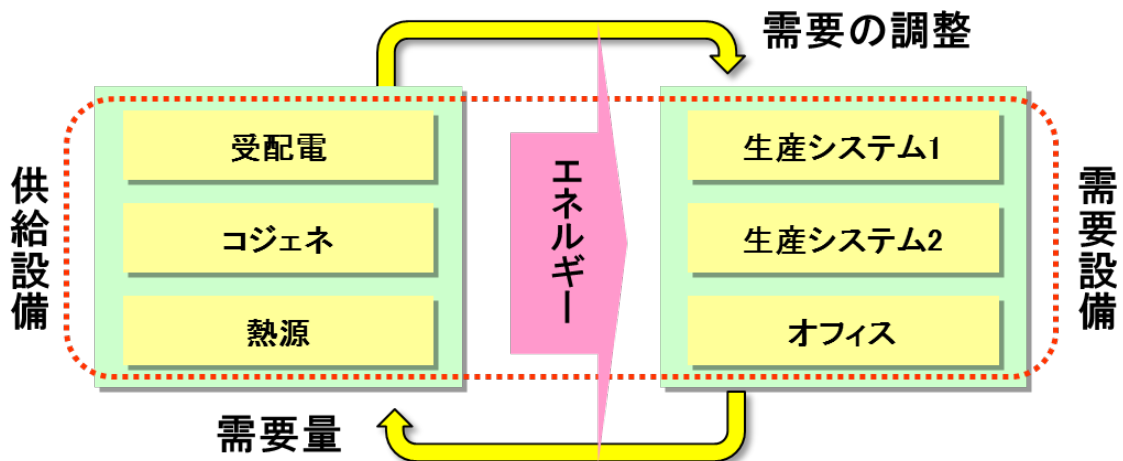 需要の調整
供給設備
受配電
コジェネ
熱源
エネルギー
生産システム1
生産システム2
オフィス
需要設備
需要量